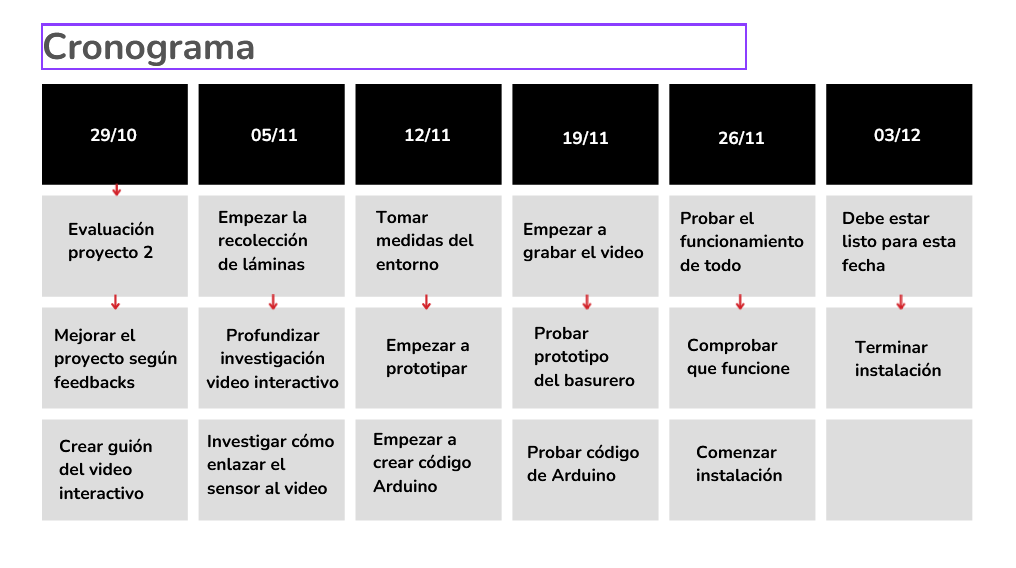 Cronograma
29/10
05/11
12/11
19/11
26/11
03/12
Evaluación
proyecto 2
Empezar la
recolección
de láminas
Tomar
medidas del
entorno
Empezar a
grabar el video
Probar el
funcionamiento
de todo
Debe estar
listo para esta
fecha
Mejorar el
proyecto según
feedbacks
Profundizar
investigación
video interactivo
Empezar a
prototipar
Probar
prototipo
del basurero
Comprobar
que funcione
Terminar
instalación
Crear guión
del video
interactivo
Investigar cómo
enlazar el
sensor al video
Empezar a
crear código
Arduino
Probar código
de Arduino
Comenzar
instalación